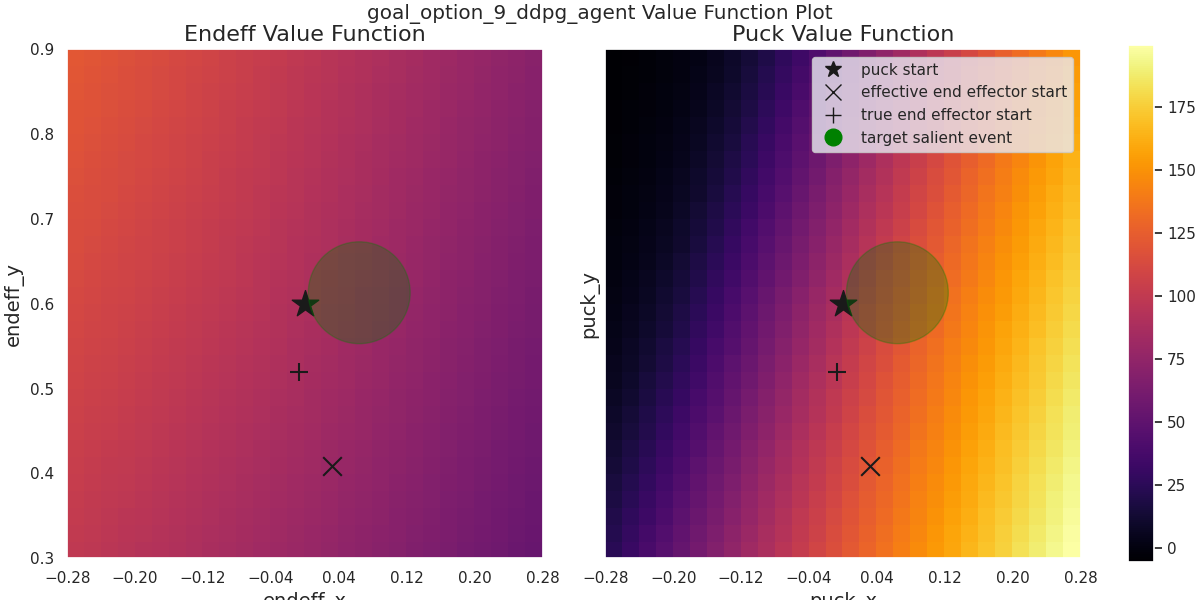 goal_option_9_ddpg_agent Value Function Plot
Endeff Value Function
Puck Value Function
endeff_y
0.9
0.8
0.7
0.6
0.5
0.4
0.3
−0.28 −0.20 −0.12 −0.04 0.04 0.12 0.20 0.28
endeff_x
puck_y
puck start
effective end effector start
true end effector start
target salient event
−0.28 −0.20 −0.12 −0.04 0.04 0.12 0.20 0.28
puck_x
175
150
125
100
75
50
25
0